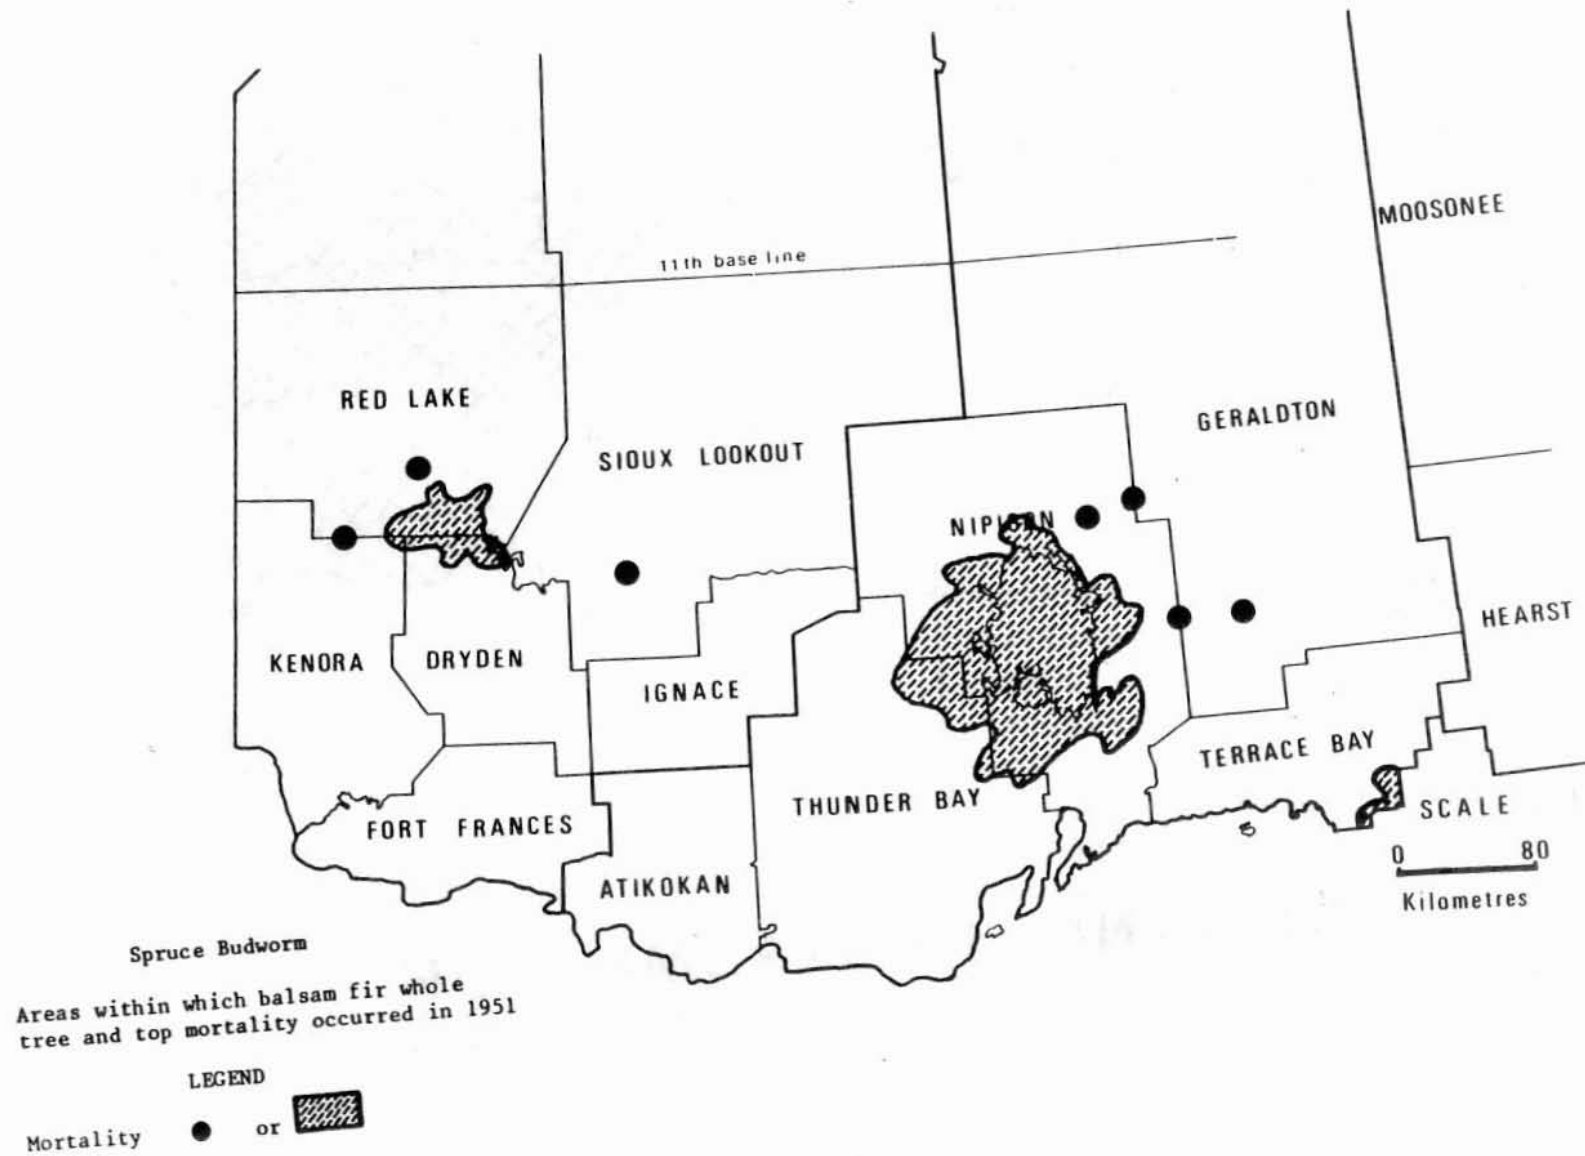 MOOSONEE
11th base line
RED LAKE
GERALDTON
SIOUX LOOKOUT
NIPIGON
HEARST
KENORA
DRYDEN
IGNACE
TERRACE BAY
THUNDER BAY
SCALE
FORT FRANCES
0 80
Kilometres
ATIKOKAN
Spruce Budworm
Areas within which balsam fir whole
tree and top mortality occurred in 1951
LEGEND
Mortality or